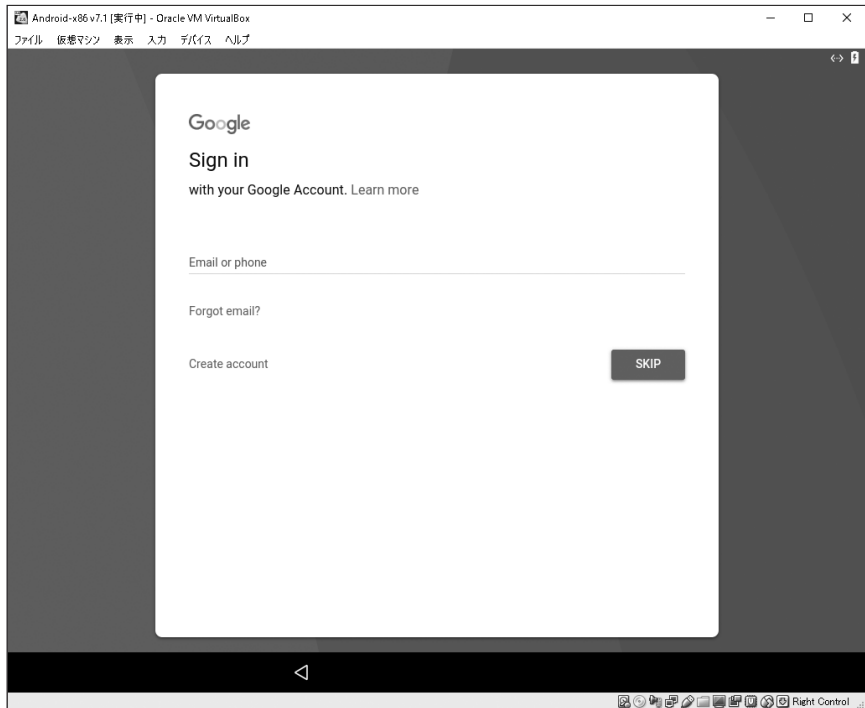 Android-x86 v7.1 [実行中] - Oracle VM VirtualBox
ファイル 仮想マシン 表示 入力 デバイス ヘルプ
Google
Sign in
with your Google Account. Learn more
Email or phone
Forgot email?
Create account
SKIP
Right Control